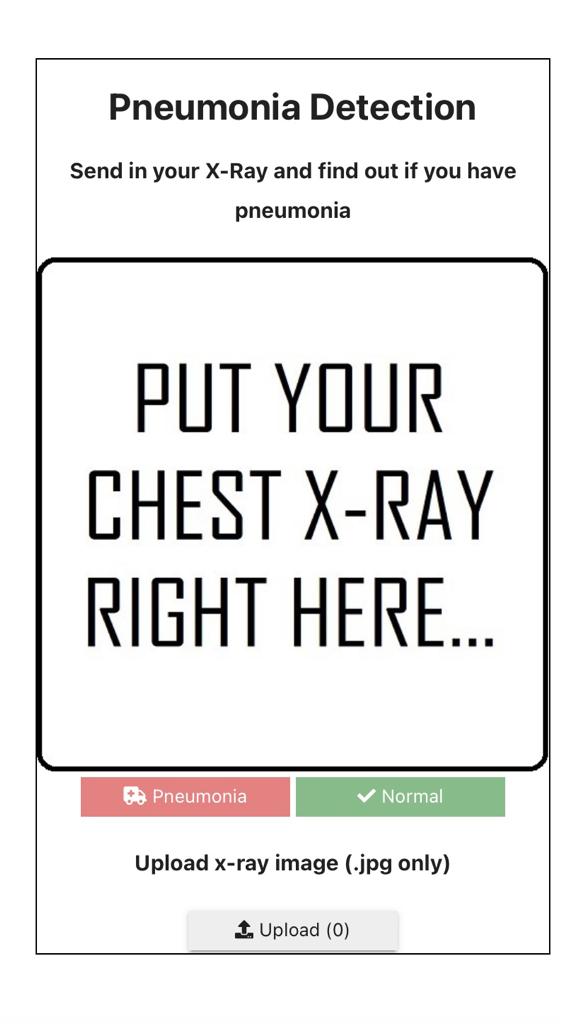 Pneumonia Detection
Send in your X-Ray and find out if you have
pneumonia
PUT YOUR
CHEST X-RAY
RIGHT HERE...
Pneumonia
Normal
Upload x-ray image (.jpg only)
Upload (0)